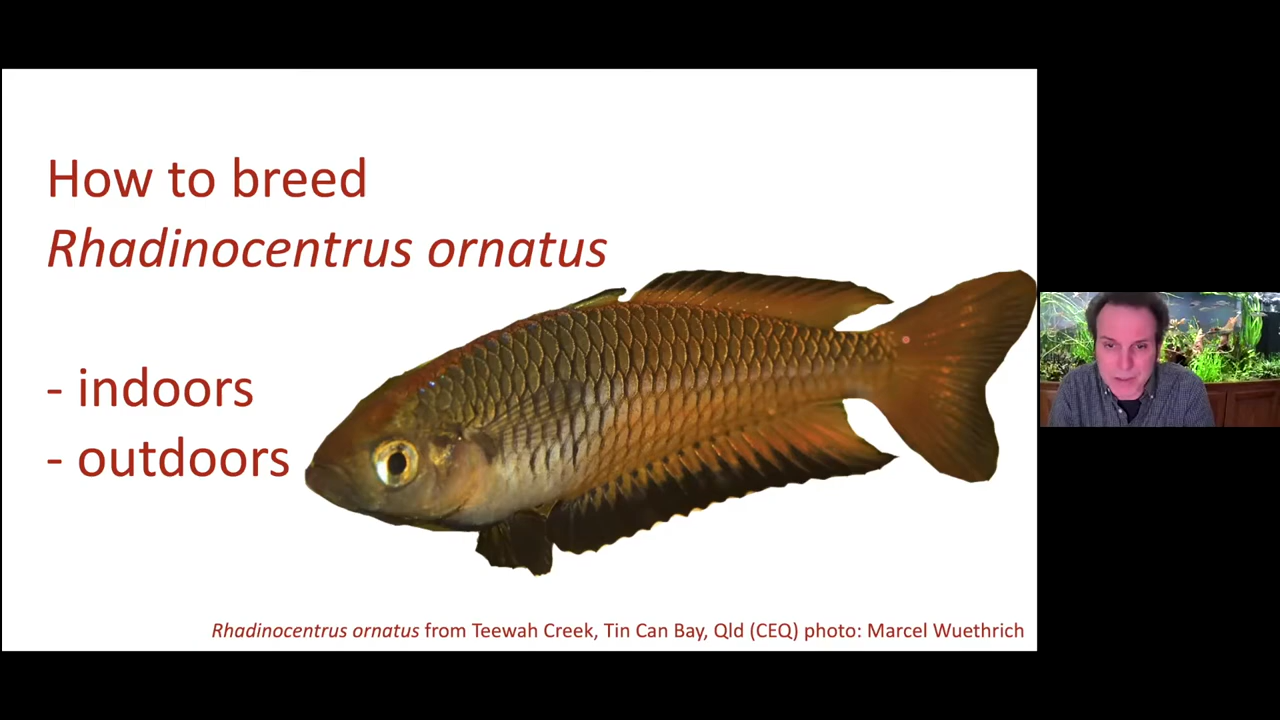 How to breed
Rhadinocentrus ornatus
- indoors
- outdoors
Rhadinocentrus ornatus from Teewah Creek, Tin Can Bay, Qld (CEQ) photo: Marcel Wuethrich